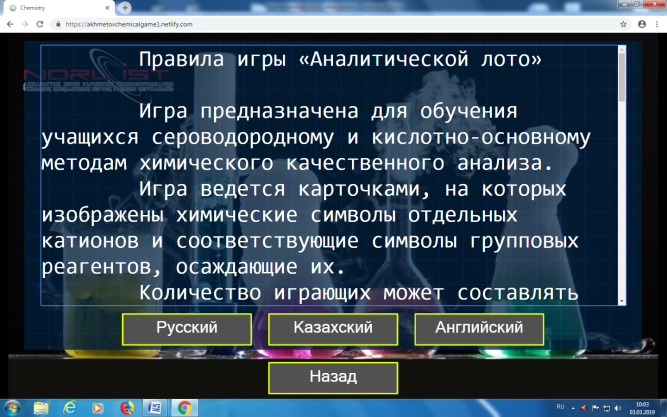 Chemistry
https://akhmetovchemicalgame1.netlify.com
Правила игры «Аналитической лото»
NORLIST
Игра предназначена для обучения
учащихся сероводородному и кислотно-основному
методам химического качественного анализа.
Игра ведется карточками, на которых
изображены химические символы отдельных
катионов и соответствующие символы групповых
реагентов, осаждающие их.
Количество играющих может составлять
Русский
Казахский
Английский
Назад
RU
10:03
03.03.2019